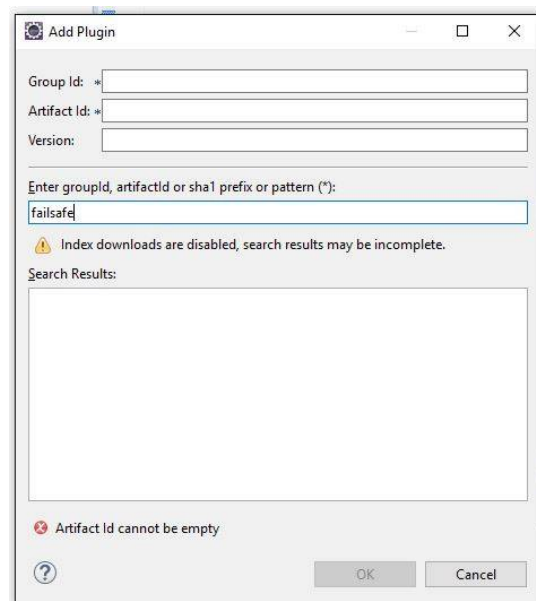 Add Plugin
Group Id: *
Artifact Id: *
Version:
Enter groupId, artifactId or sha1 prefix or pattern (*):
failsafe
Index downloads are disabled, search results may be incomplete.
Search Results:
Artifact Id cannot be empty
?
OK
Cancel